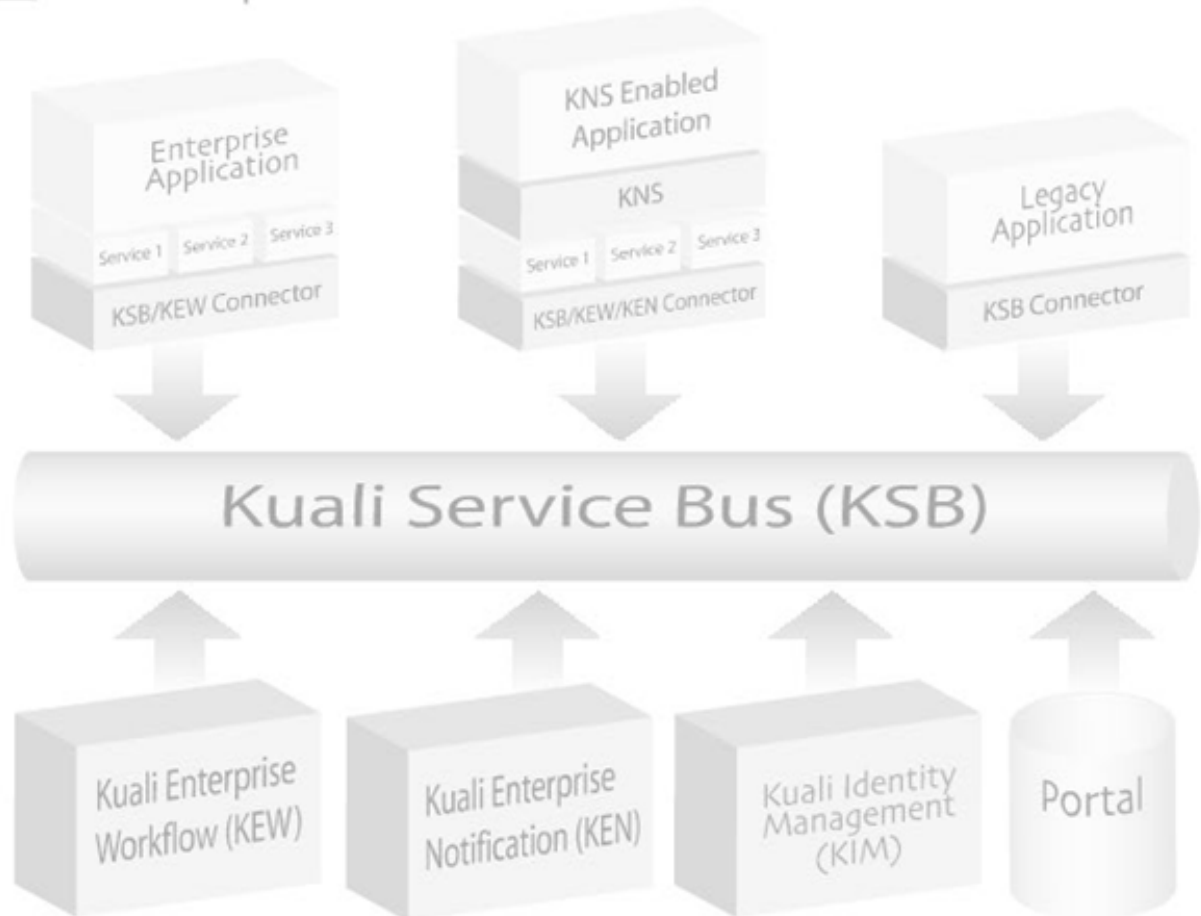 Enterprise
Application
Service 1
Service 2
Service 3
KSB/KEW Connector
KNS Enabled
Application
KNS
Service 1
Service 2
Service 3
KSB/KEW/KEN Connector
Legacy
Application
KSB Connector
Kuali Service Bus (KSB)
Kuali Enterprise
Workflow (KEW)
Kuali Enterprise
Notification (KEN)
Kuali Identity
Management
(KIM)
Portal